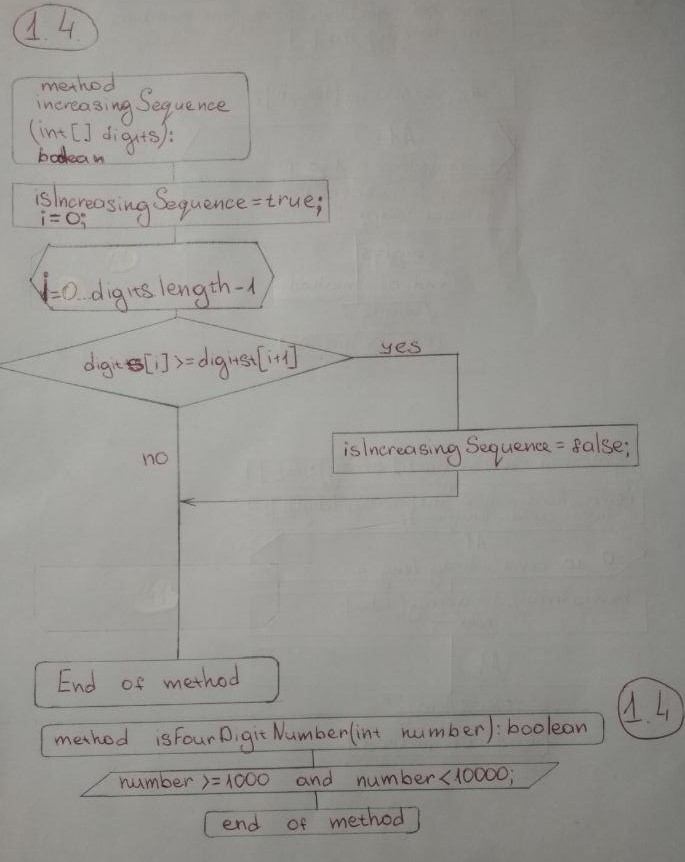 1.4.
method
increasingSequence
(int[] digits):
boolean
isIncreasingSequence=true;
i=0;
i=0...digits.length-1
digits[i]>=digitst[i+1]
yes
no
isIncreasingSequence=false;
End of method
1.4
method isFourDigitNumber(int number):boolean
number>=1000 and number<10000;
end of method